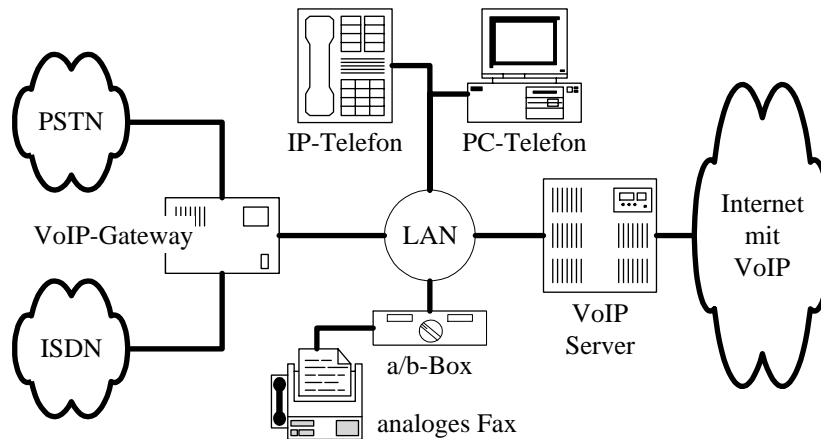 PSTN
IP-Telefon
PC-Telefon
VoIP-Gateway
LAN
Internet
mit
VoIP
VoIP
Server
ISDN
a/b-Box
analoges Fax